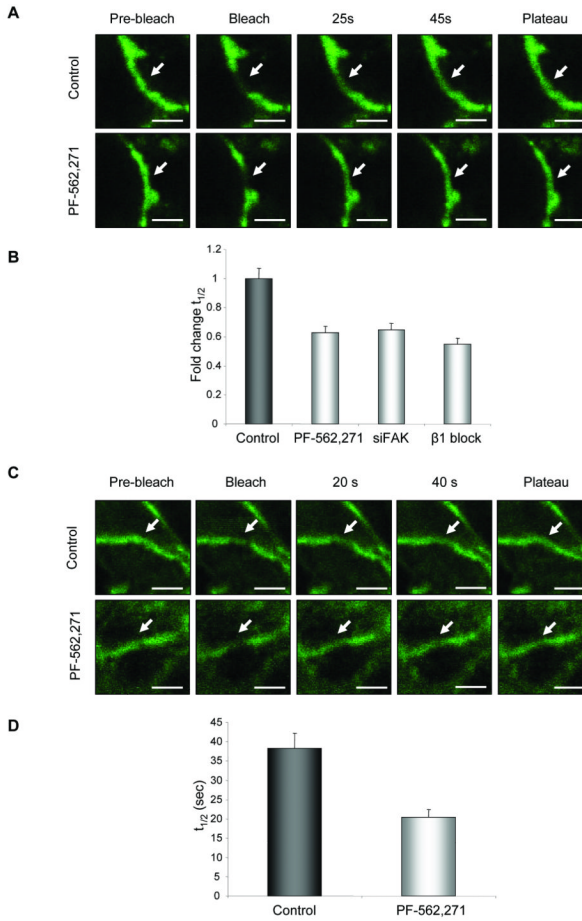 A
Pre-bleach Bleach 25s 45s Plateau
Control
PF-562,271
B
Fold change t1/2
1.2
1
0.8
0.6
0.4
0.2
0
Control PF-562,271 siFAK β1 block
C
Pre-bleach Bleach 20 s 40 s Plateau
Control
PF-562,271
D
t1/2 (sec)
45
40
35
30
25
20
15
10
5
0
Control PF-562,271